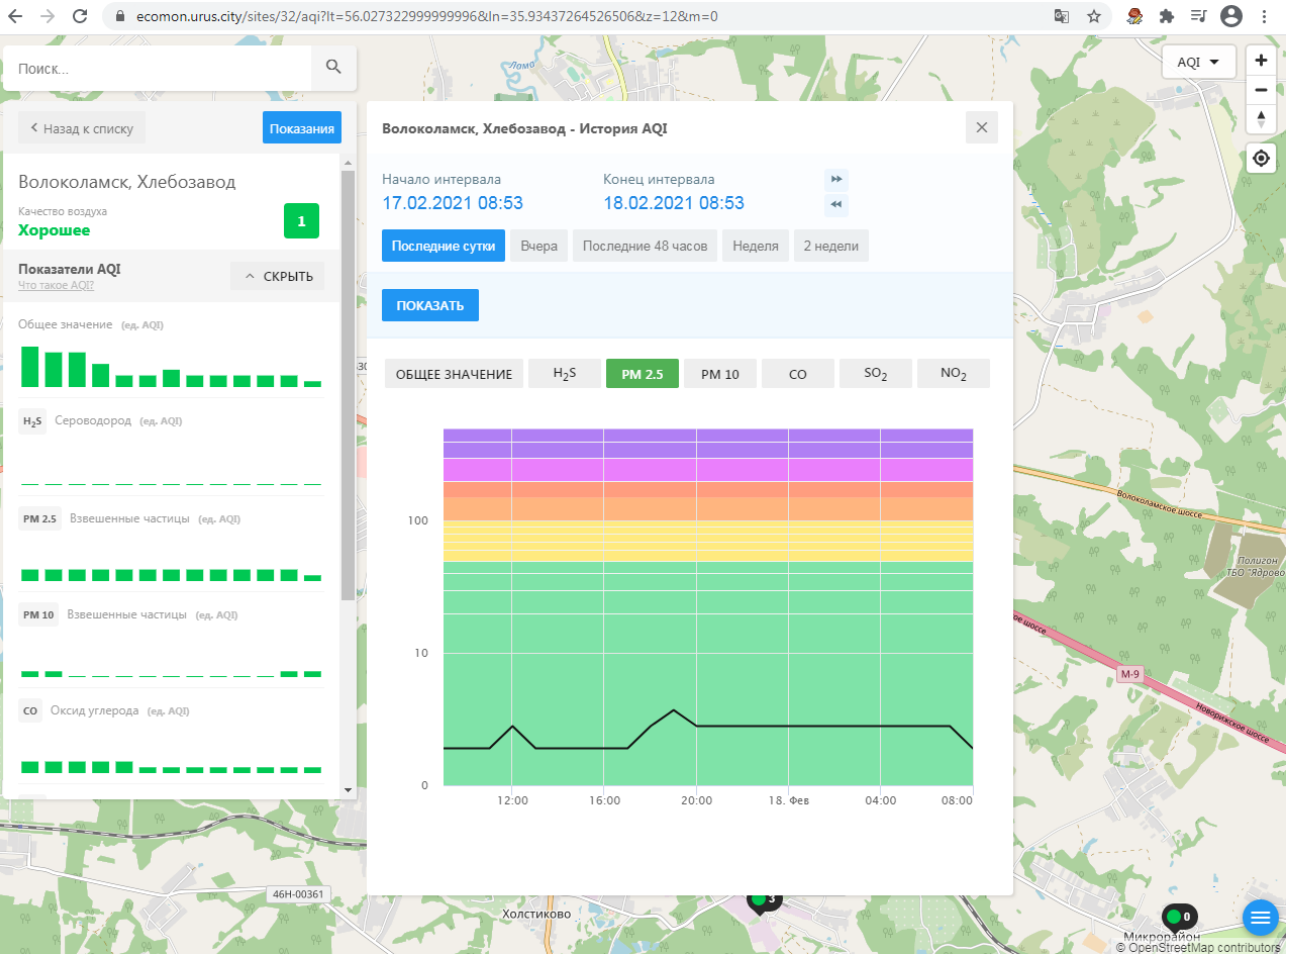 ecomon.urus.city/sites/32/aqi?lt=56.027322999999996&ln=35.93437264526506&z=12&m=0
Поиск...
AQI
Лама
Назад к списку
Показания
Волоколамск, Хлебозавод
Качество воздуха
Хорошее
1
Показатели AQI
Что такое AQI?
СКРЫТЬ
Общее значение (ед. AQI)
H₂S Сероводород (ед. AQI)
PM 2.5 Взвешенные частицы (ед. AQI)
PM 10 Взвешенные частицы (ед. AQI)
CO Оксид углерода (ед. AQI)
Волоколамск, Хлебозавод - История AQI
Начало интервала
17.02.2021 08:53
Конец интервала
18.02.2021 08:53
Последние сутки
Вчера
Последние 48 часов
Неделя
2 недели
ПОКАЗАТЬ
ОБЩЕЕ ЗНАЧЕНИЕ
H₂S
PM 2.5
PM 10
CO
SO₂
NO₂
100
10
0
12:00
16:00
20:00
18. Фев
04:00
08:00
Волоколамское шоссе
Полигон
ТБО "Ядрово
М-9
Новорижское шоссе
46Н-00361
Холстиково
3
0
Микрорайон
© OpenStreetMap contributors